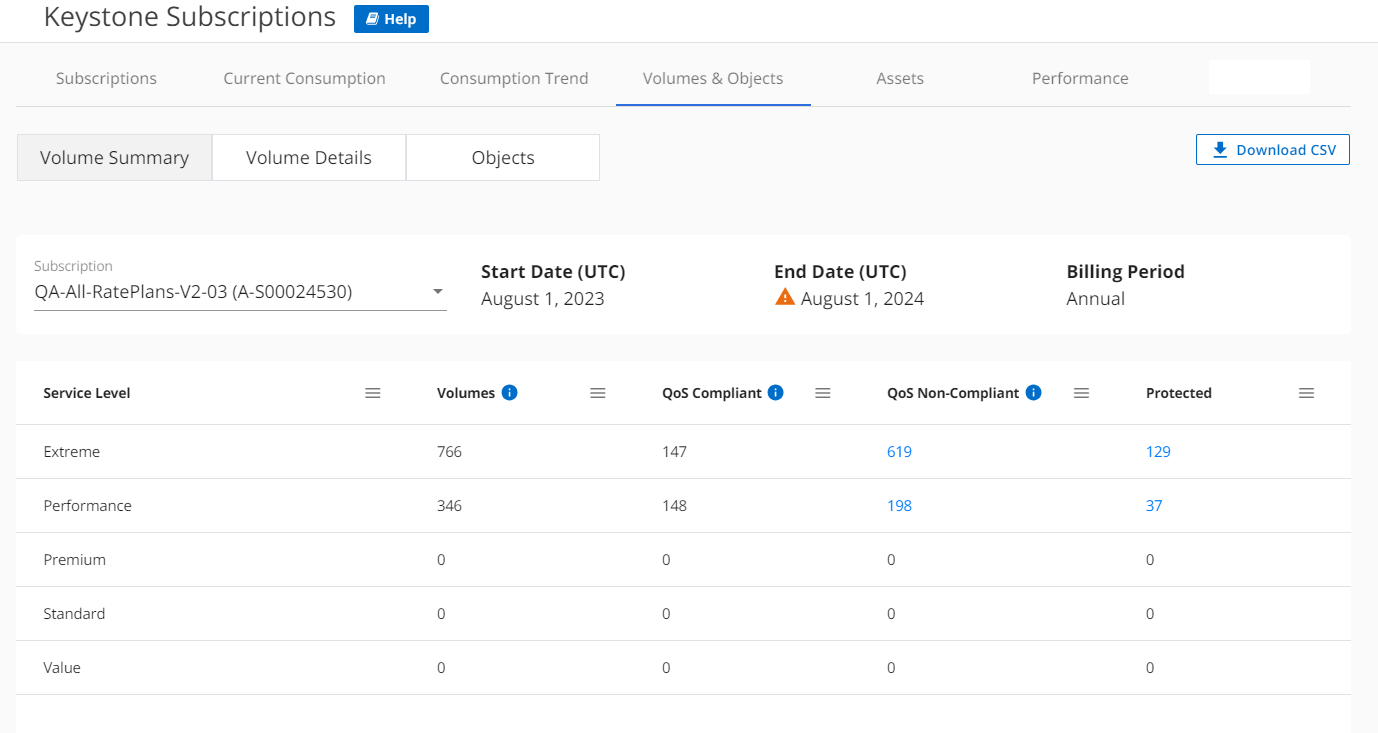 Keystone Subscriptions Help
Subscriptions Current Consumption Consumption Trend Volumes & Objects Assets Performance
Volume Summary Volume Details Objects Download CSV
Subscription
QA-All-RatePlans-V2-03 (A-S00024530)
Start Date (UTC)
August 1, 2023
End Date (UTC)
August 1, 2024
Billing Period
Annual
Service Level Volumes QoS Compliant QoS Non-Compliant Protected
Extreme 766 147 619 129
Performance 346 148 198 37
Premium 0 0 0 0
Standard 0 0 0 0
Value 0 0 0 0